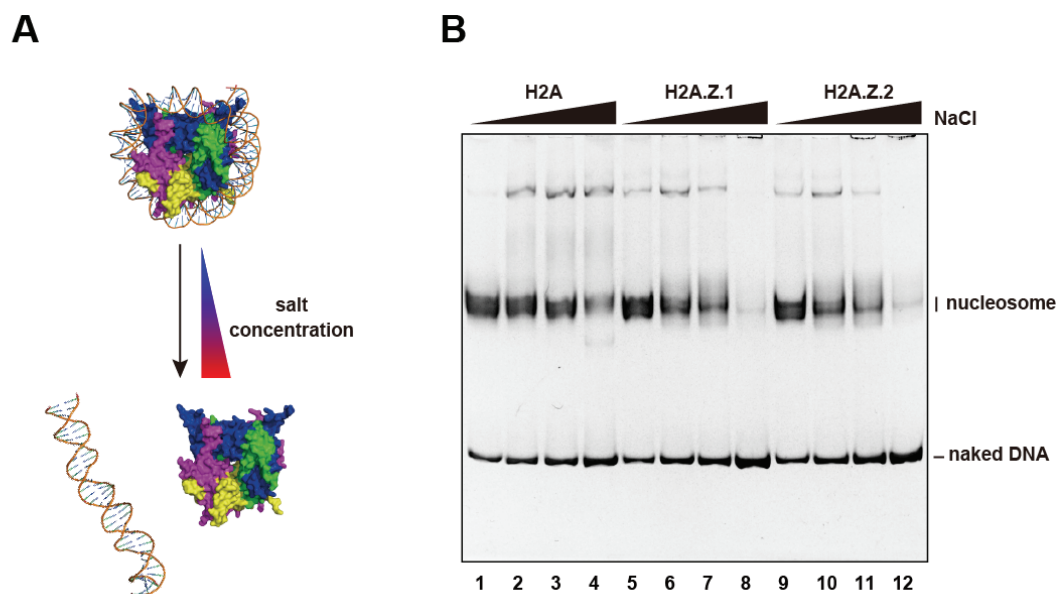 A
B
salt
concentration
H2A
H2A.Z.1
H2A.Z.2
NaCl
nucleosome
naked DNA
1 2 3 4 5 6 7 8 9 10 11 12